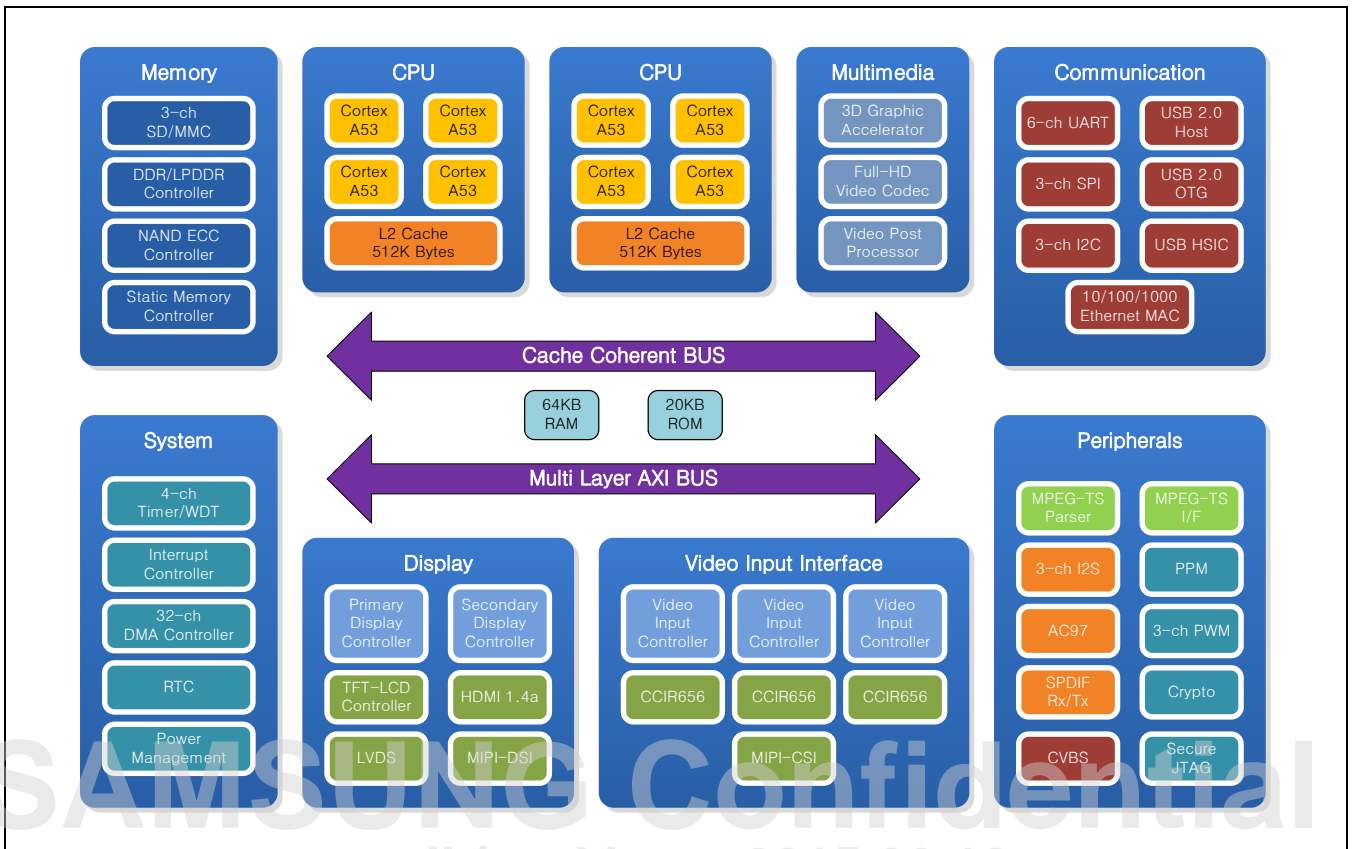 Memory
3-ch
SD/MMC
DDR/LPDDR
Controller
NAND ECC
Controller
Static Memory
Controller
CPU
Cortex
A53
Cortex
A53
Cortex
A53
Cortex
A53
L2 Cache
512K Bytes
CPU
Cortex
A53
Cortex
A53
Cortex
A53
Cortex
A53
L2 Cache
512K Bytes
Multimedia
3D Graphic
Accelerator
Full-HD
Video Codec
Video Post
Processor
Communication
6-ch UART
USB 2.0
Host
3-ch SPI
USB 2.0
OTG
3-ch I2C
USB HSIC
10/100/1000
Ethernet MAC
Cache Coherent BUS
64KB
RAM
20KB
ROM
Multi Layer AXI BUS
System
4-ch
Timer/WDT
Interrupt
Controller
32-ch
DMA Controller
RTC
Power
Management
Display
Primary
Display
Controller
Secondary
Display
Controller
TFT-LCD
Controller
HDMI 1.4a
LVDS
MIPI-DSI
Video Input Interface
Video
Input
Controller
Video
Input
Controller
Video
Input
Controller
CCIR656
CCIR656
CCIR656
MIPI-CSI
Peripherals
MPEG-TS
Parser
MPEG-TS
I/F
3-ch I2S
PPM
AC97
3-ch PWM
SPDIF
Rx/Tx
Crypto
CVBS
Secure
JTAG
SAMSUNG Confidential